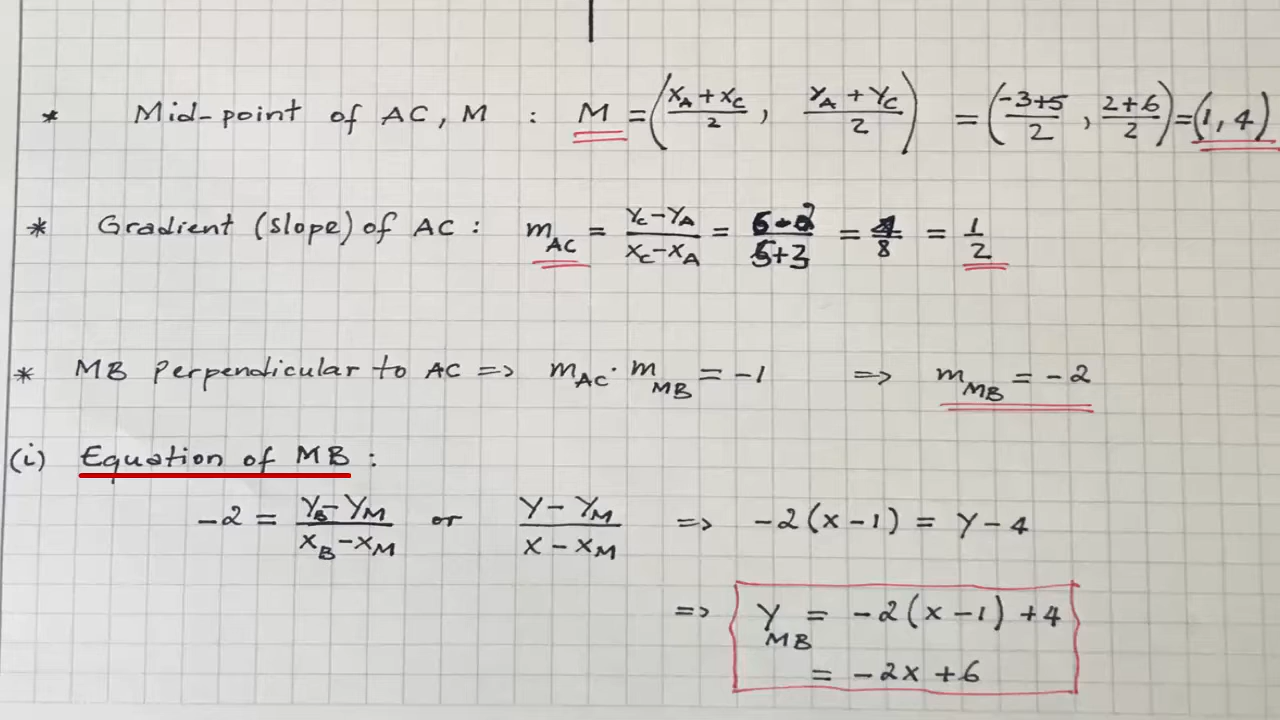 * Mid-point of AC, M : M = ((x_A + x_C)/2 , (y_A + y_C)/2) = ((-3+5)/2 , (2+6)/2) = (1, 4)
* Gradient (slope) of AC : m_AC = (y_C - y_A)/(x_C - x_A) = (6-2)/(5+3) = 4/8 = 1/2
* MB perpendicular to AC => m_AC · m_MB = -1 => m_MB = -2
(i) Equation of MB :
-2 = (y_B - y_M)/(x_B - x_M) or (y - y_M)/(x - x_M) => -2(x-1) = y-4
=> y_MB = -2(x-1)+4
= -2x+6